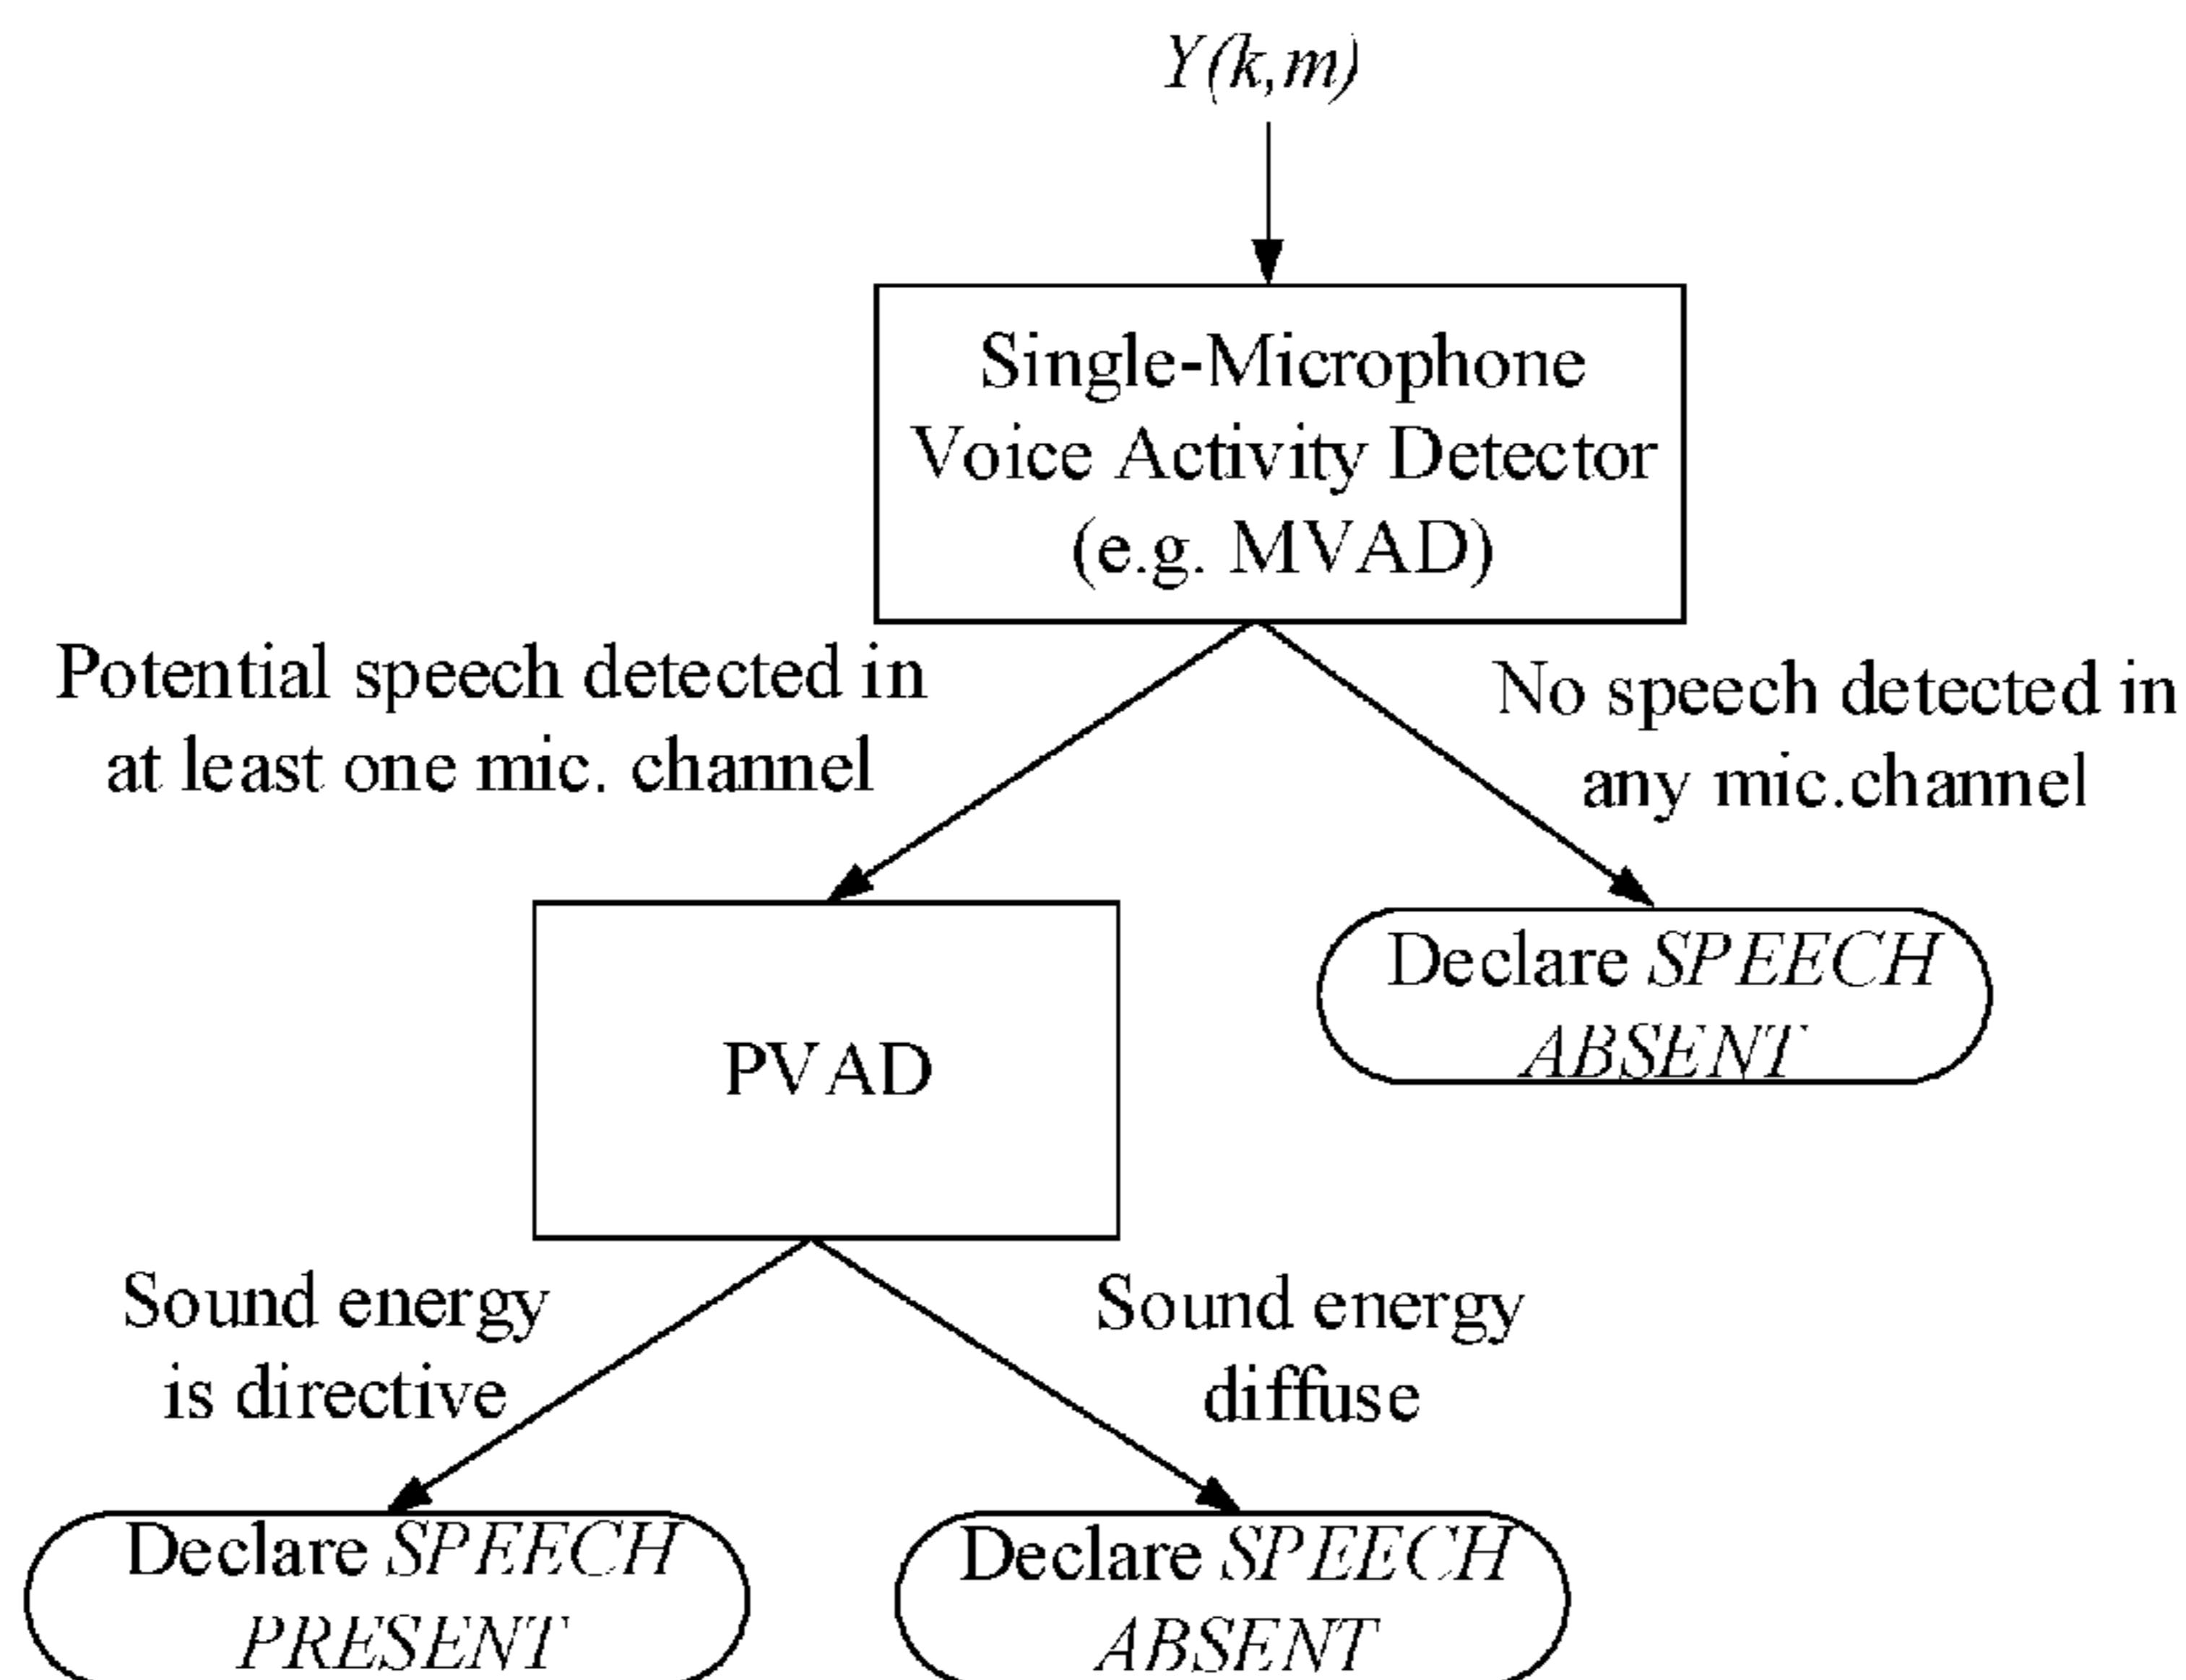 Y(k,m)
Single-Microphone
Voice Activity Detector
(e.g. MVAD)
Potential speech detected in
at least one mic. channel
No speech detected in
any mic.channel
PVAD
Declare SPEECH
ABSENT
Sound energy
is directive
Sound energy
diffuse
Declare SPEECH
PRESENT
Declare SPEECH
ABSENT